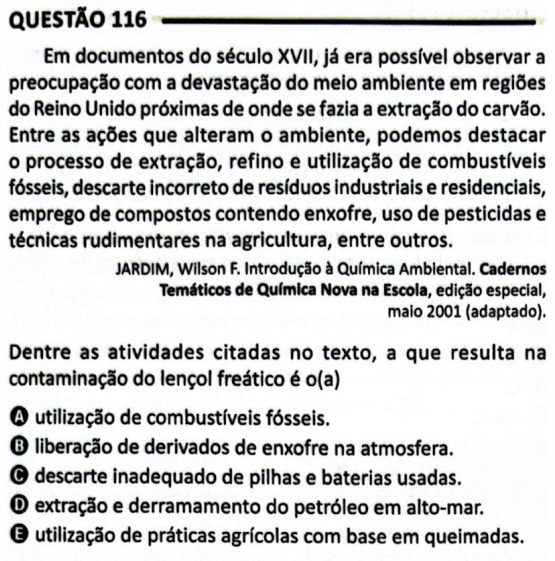 QUESTÃO 116
Em documentos do século XVII, já era possível observar a
preocupação com a devastação do meio ambiente em regiões
do Reino Unido próximas de onde se fazia a extração do carvão.
Entre as ações que alteram o ambiente, podemos destacar
o processo de extração, refino e utilização de combustíveis
fósseis, descarte incorreto de resíduos industriais e residenciais,
emprego de compostos contendo enxofre, uso de pesticidas e
técnicas rudimentares na agricultura, entre outros.
JARDIM, Wilson F. Introdução à Química Ambiental. Cadernos
Temáticos de Química Nova na Escola, edição especial,
maio 2001 (adaptado).
Dentre as atividades citadas no texto, a que resulta na
contaminação do lençol freático é o(a)
A utilização de combustíveis fósseis.
B liberação de derivados de enxofre na atmosfera.
C descarte inadequado de pilhas e baterias usadas.
D extração e derramamento do petróleo em alto-mar.
E utilização de práticas agrícolas com base em queimadas.